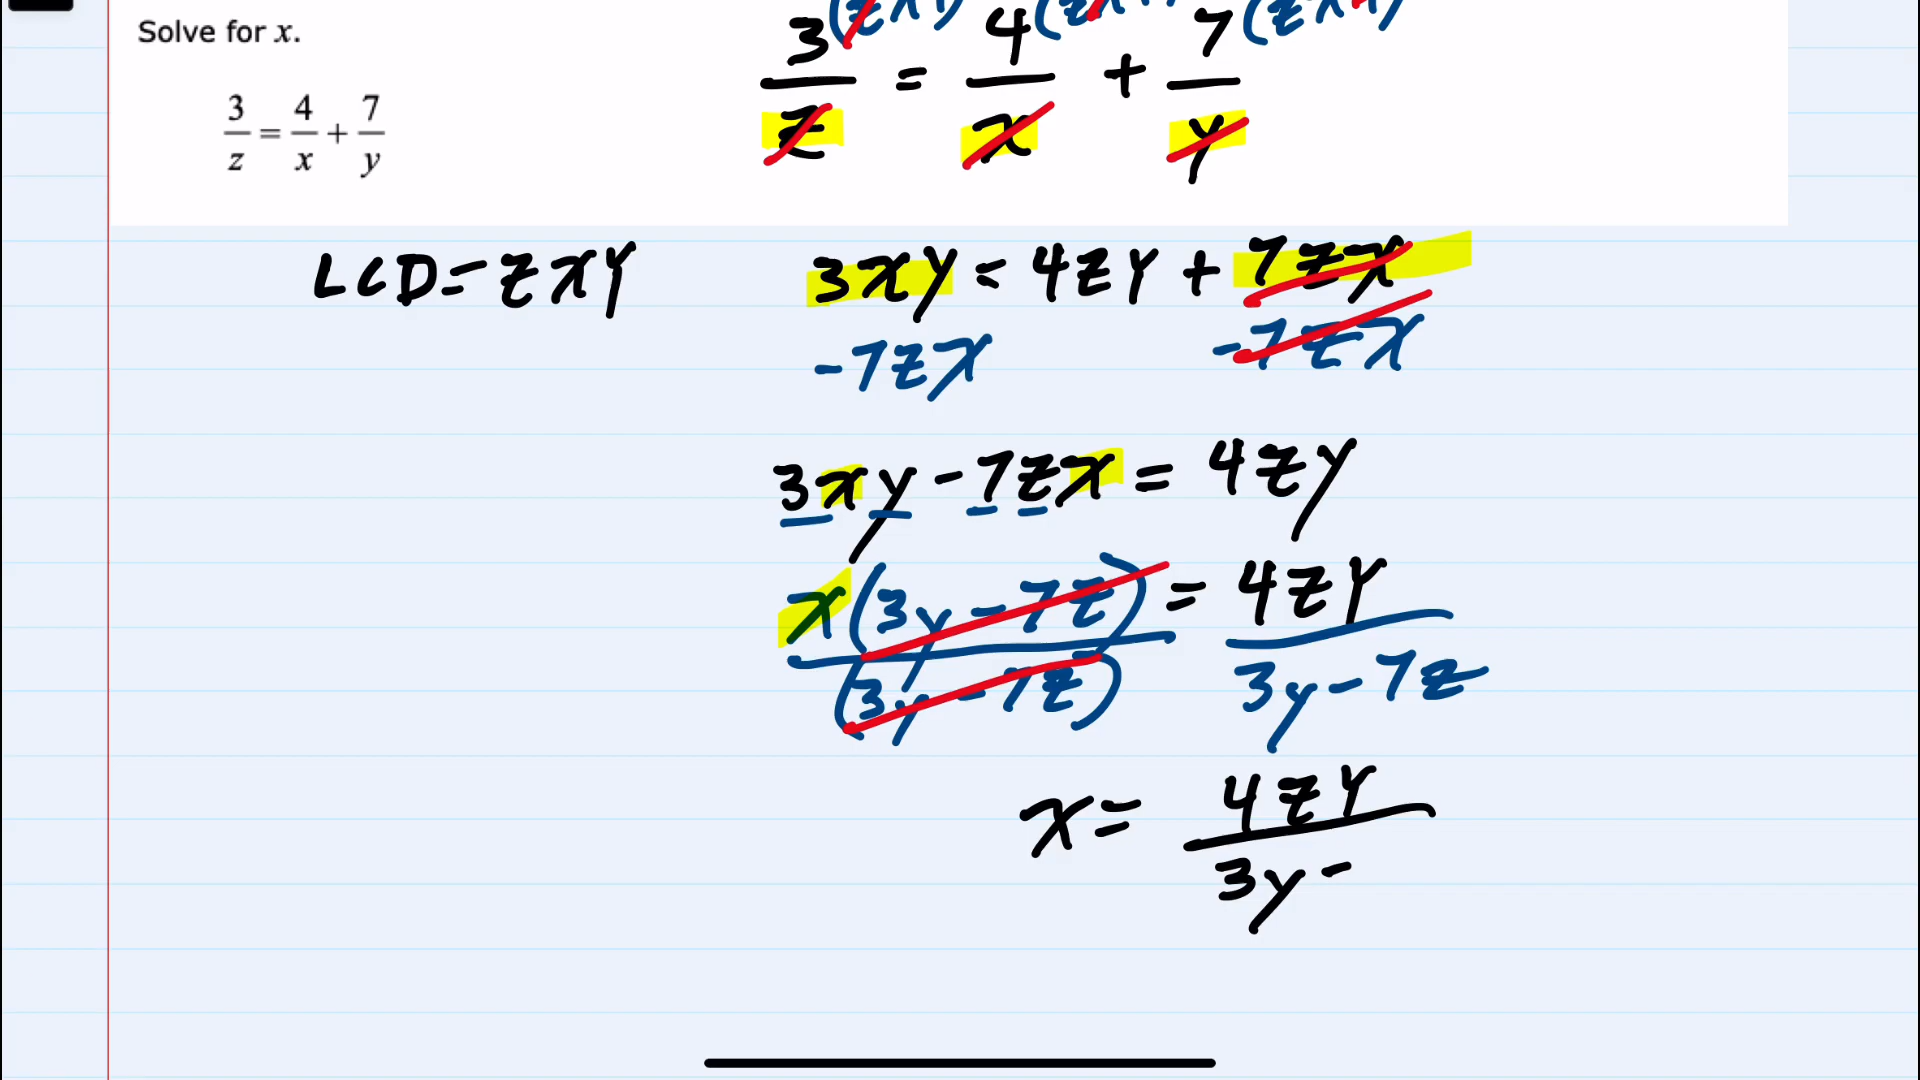 Solve for x.
3/z = 4/x + 7/y
3(zxy)/z = 4(zxy)/x + 7(zxy)/y
LCD = zxy
3xy = 4zy + 7zx
-7zx -7zx
3xy - 7zx = 4zy
x(3y - 7z)/(3y - 7z) = 4zy/3y - 7z
x = 4zy/3y -